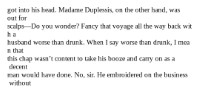 got into his head. Madame Duplessis, on the other hand, was
out for
scalps—Do you wonder? Fancy that voyage all the way back wit
h a
husband worse than drunk. When I say worse than drunk, I mea
n that
this chap wasn't content to take his booze and carry on as a
decent
man would have done. No, sir. He embroidered on the business
without